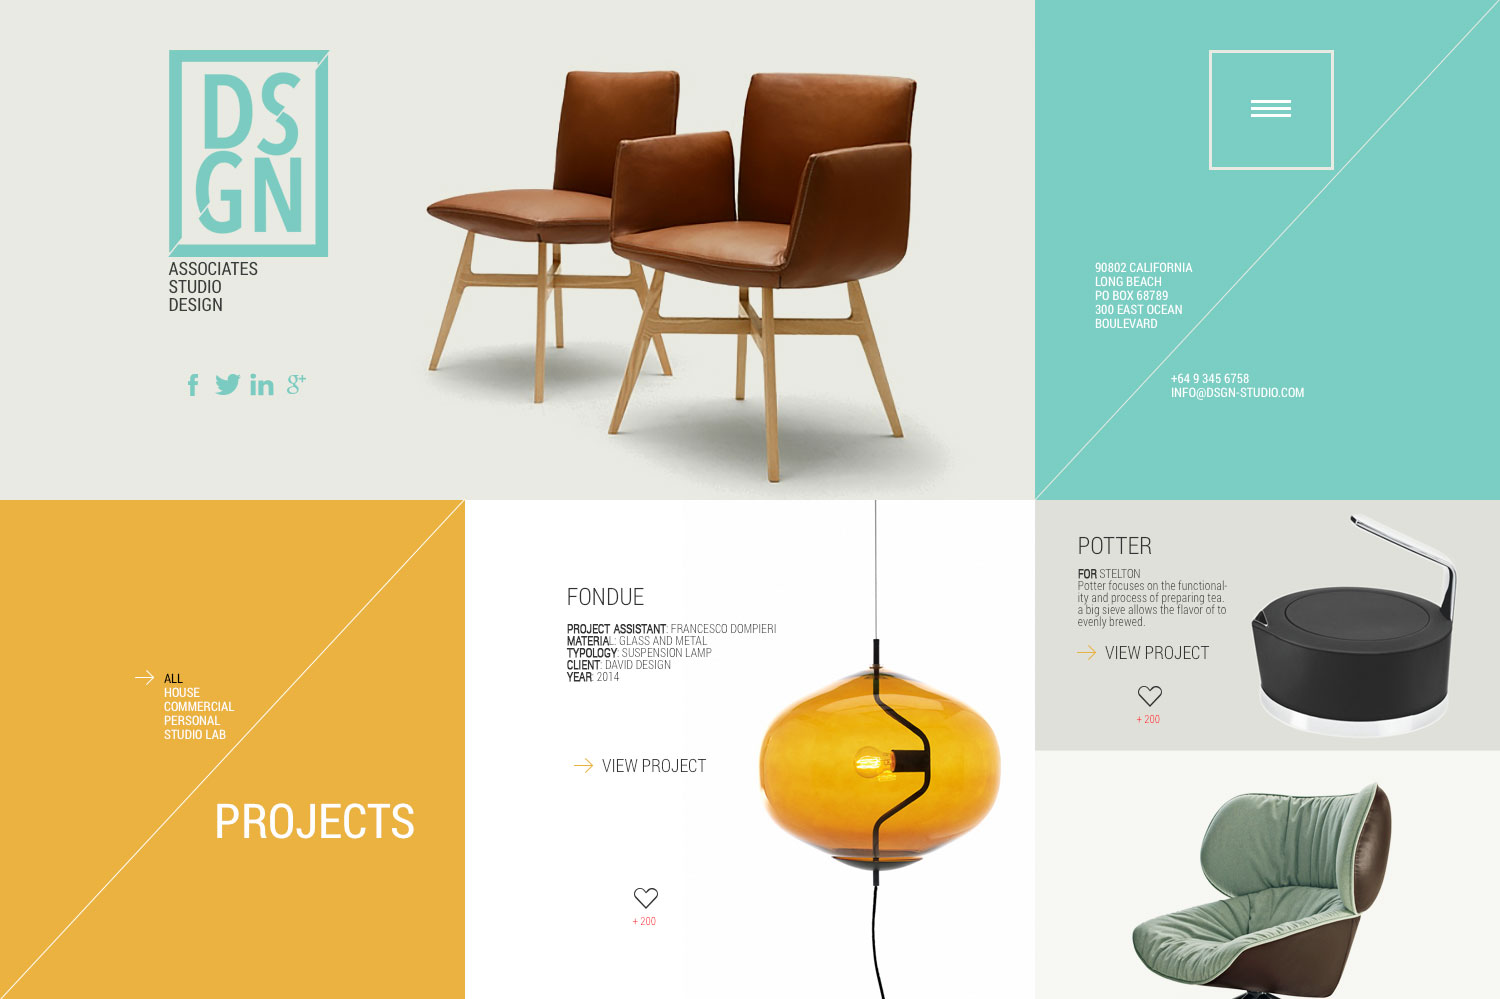 DS
GN
ASSOCIATES
STUDIO
DESIGN
f
in
g+
90802 CALIFORNIA
LONG BEACH
PO BOX 68789
300 EAST OCEAN
BOULEVARD
+64 9 345 6758
INFO@DSGN-STUDIO.COM
ALL
HOUSE
COMMERCIAL
PERSONAL
STUDIO LAB
PROJECTS
FONDUE
PROJECT ASSISTANT: FRANCESCO DOMPIERI
MATERIAL: GLASS AND METAL
TYPOLOGY: SUSPENSION LAMP
CLIENT: DAVID DESIGN
YEAR: 2014
VIEW PROJECT
+ 200
POTTER
FOR STELTON
Potter focuses on the functional-
ity and process of preparing tea.
a big sieve allows the flavor of to
evenly brewed.
VIEW PROJECT
+ 200